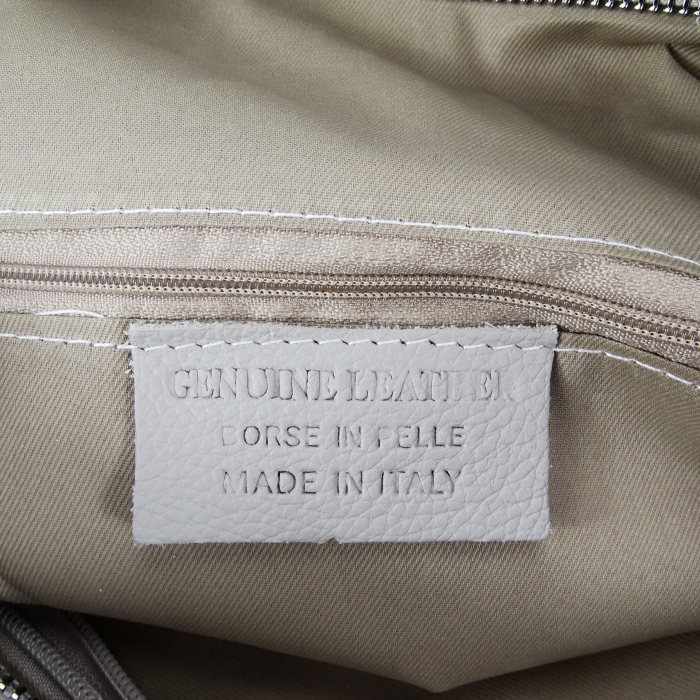 GENUINE LEATHER
BORSE IN PELLE
MADE IN ITALY